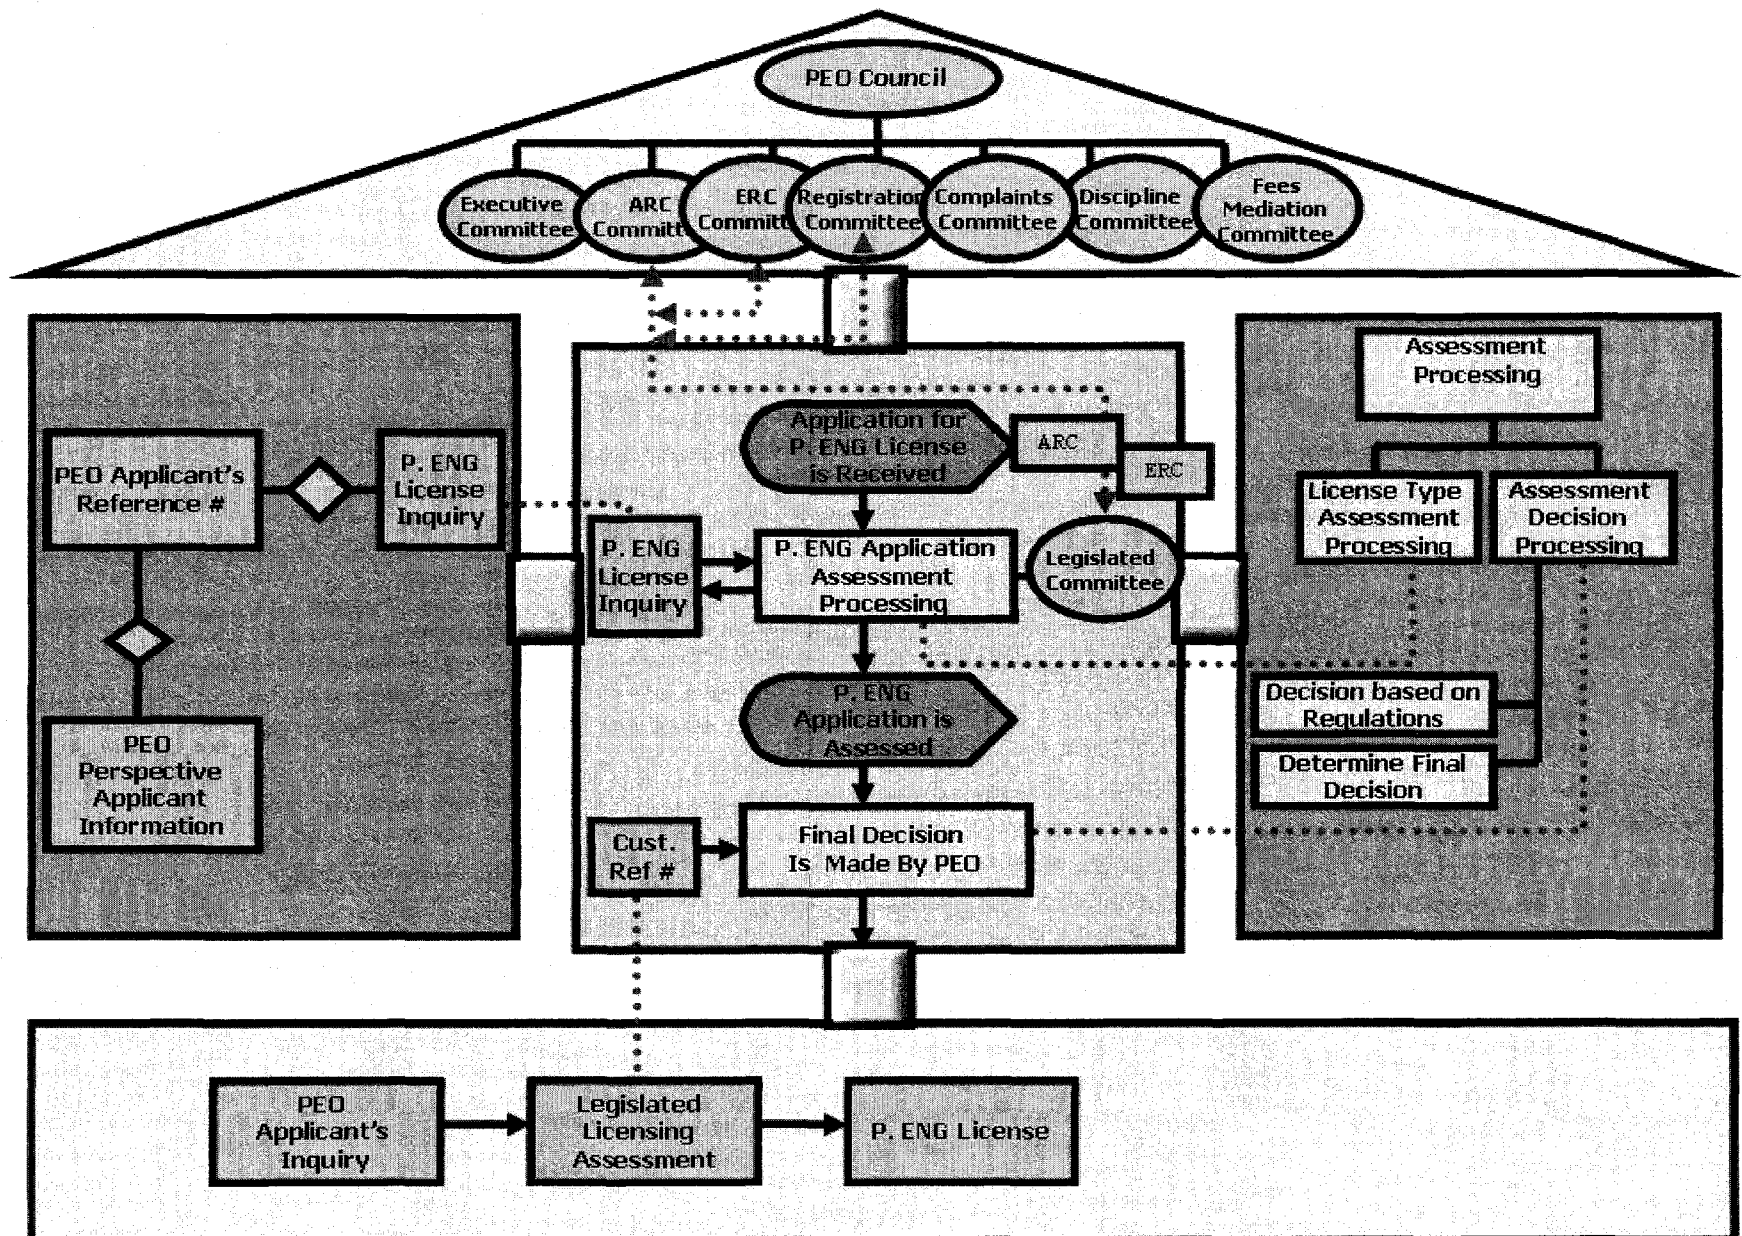 PEO Council
Executive
Committee
ARC
Committ
ERC
Committ
Registration
Committee
Complaints
Committee
Discipline
Committee
Fees
Mediation
Committee
PEO Applicant's
Reference #
P. ENG
License
Inquiry
PEO
Perspective
Applicant
Information
Application for
P. ENG License
is Received
ARC
ERC
P. ENG
License
Inquiry
P. ENG Application
Assessment
Processing
Legislated
Committee
P. ENG
Application is
Assessed
Cust.
Ref #
Final Decision
Is Made By PEO
Assessment
Processing
License Type
Assessment
Processing
Assessment
Decision
Processing
Decision based on
Regulations
Determine Final
Decision
PEO
Applicant's
Inquiry
Legislated
Licensing
Assessment
P. ENG License